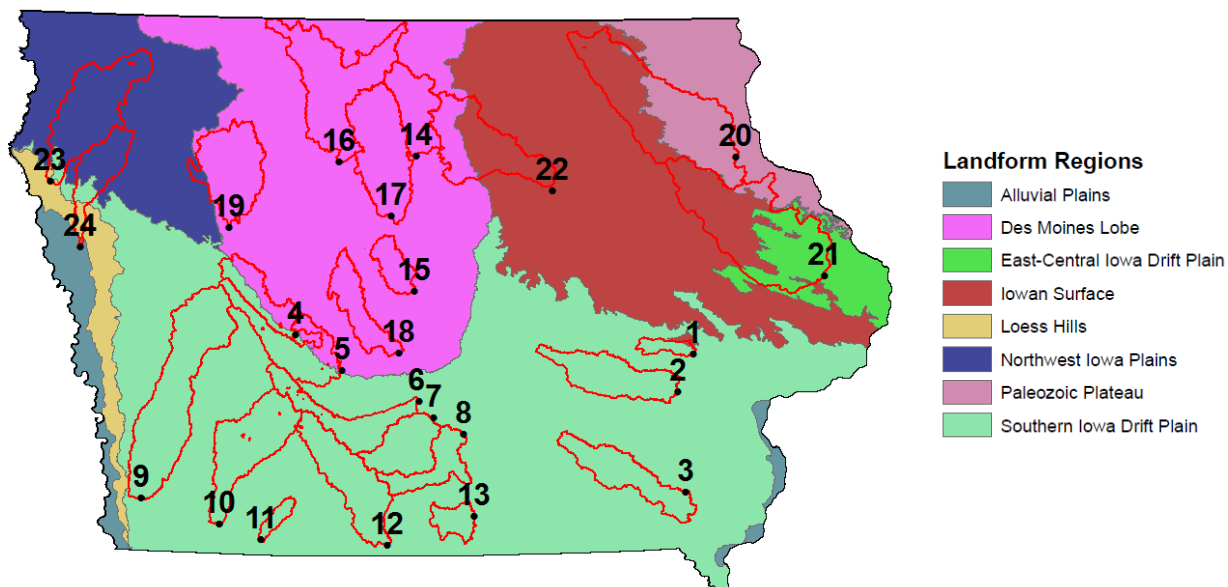 20
16
14
23
22
17
19
24
21
15
4
1
18
5
2
6
7
8
9
3
13
10
11
12
Landform Regions
Alluvial Plains
Des Moines Lobe
East-Central Iowa Drift Plain
Iowan Surface
Loess Hills
Northwest Iowa Plains
Paleozoic Plateau
Southern Iowa Drift Plain